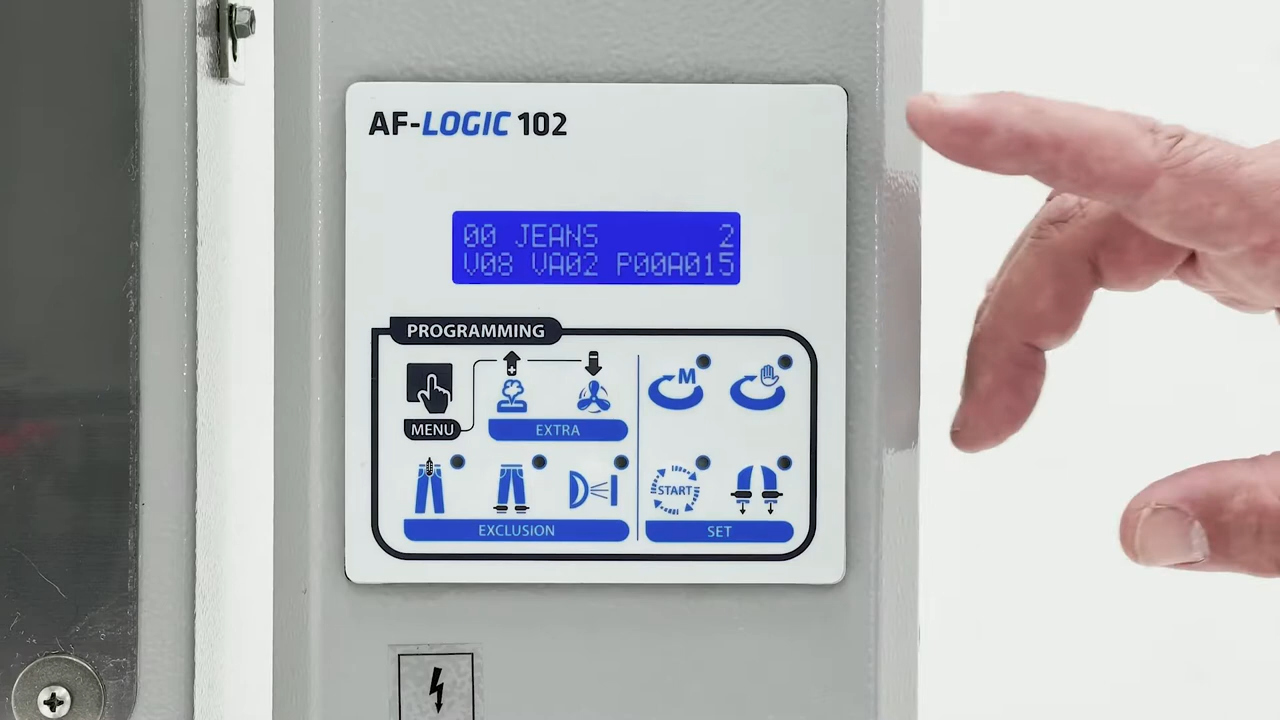 AF-LOGIC 102
00 JEANS 2
V08 VA02 P00A015
PROGRAMMING
M
MENU
EXTRA
START
EXCLUSION
SET